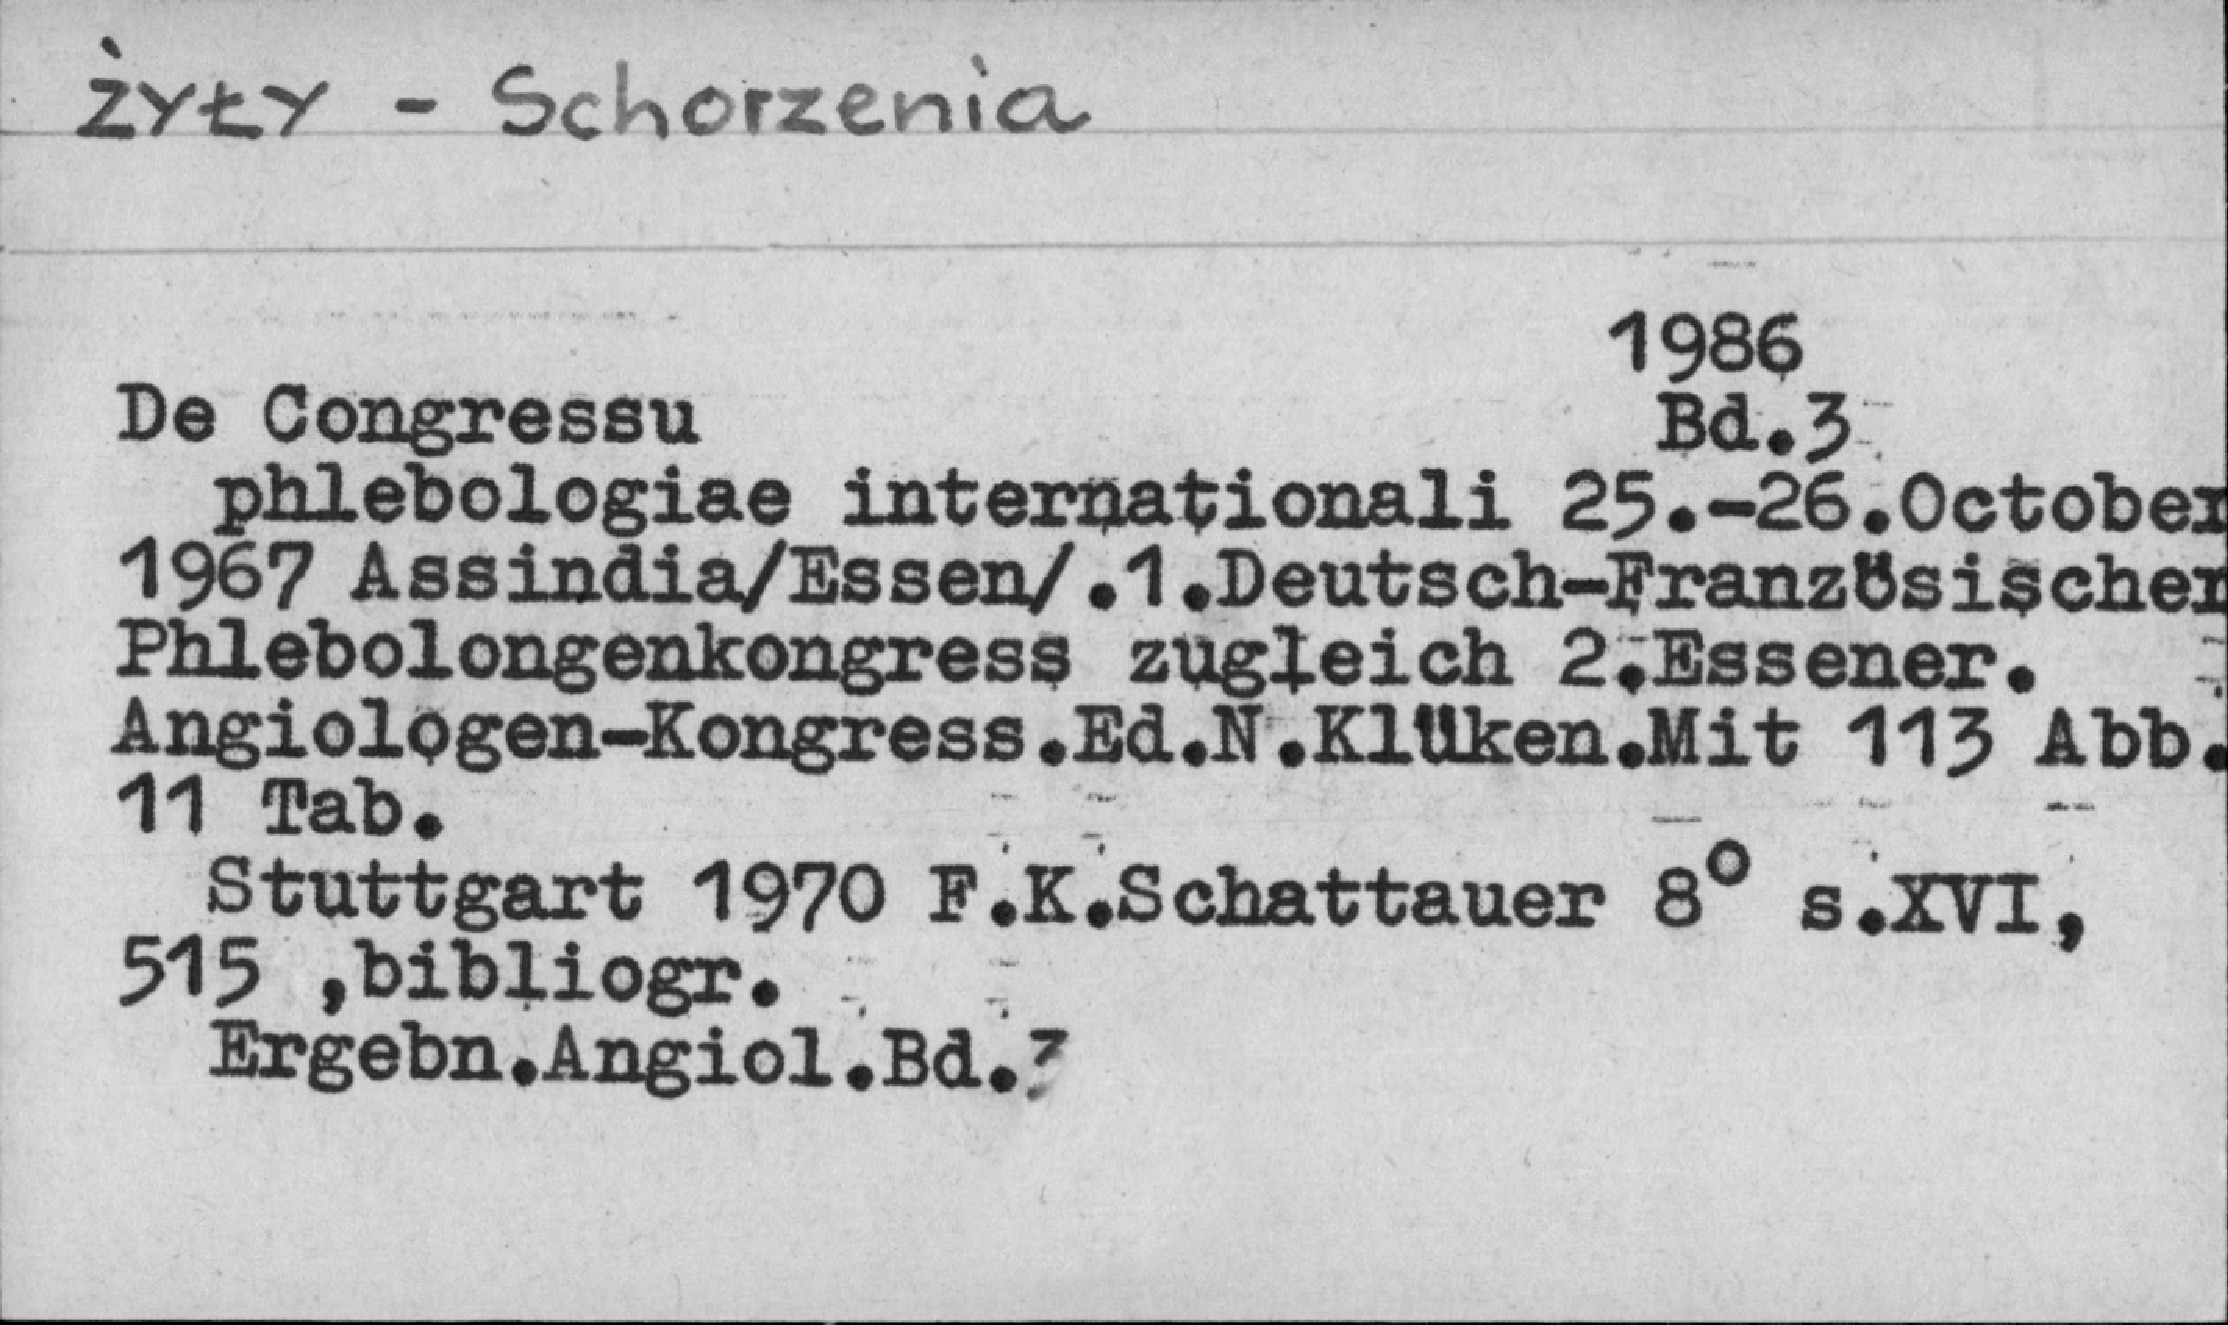 ŻYŁY - Schorzenia
1986
De Congressu Bd.3
phlebologiae internationali 25.-26.October
1967 Assindia/Essen/.1.Deutsch-Französischer
Phlebolongenkongress zugleich 2.Essener.
Angiologen-Kongress.Ed.N.Klüken.Mit 113 Abb.
11 Tab.
Stuttgart 1970 F.K.Schattauer 8° s.XVI,
515 ,bibliogr.
Ergebn.Angiol.Bd.3